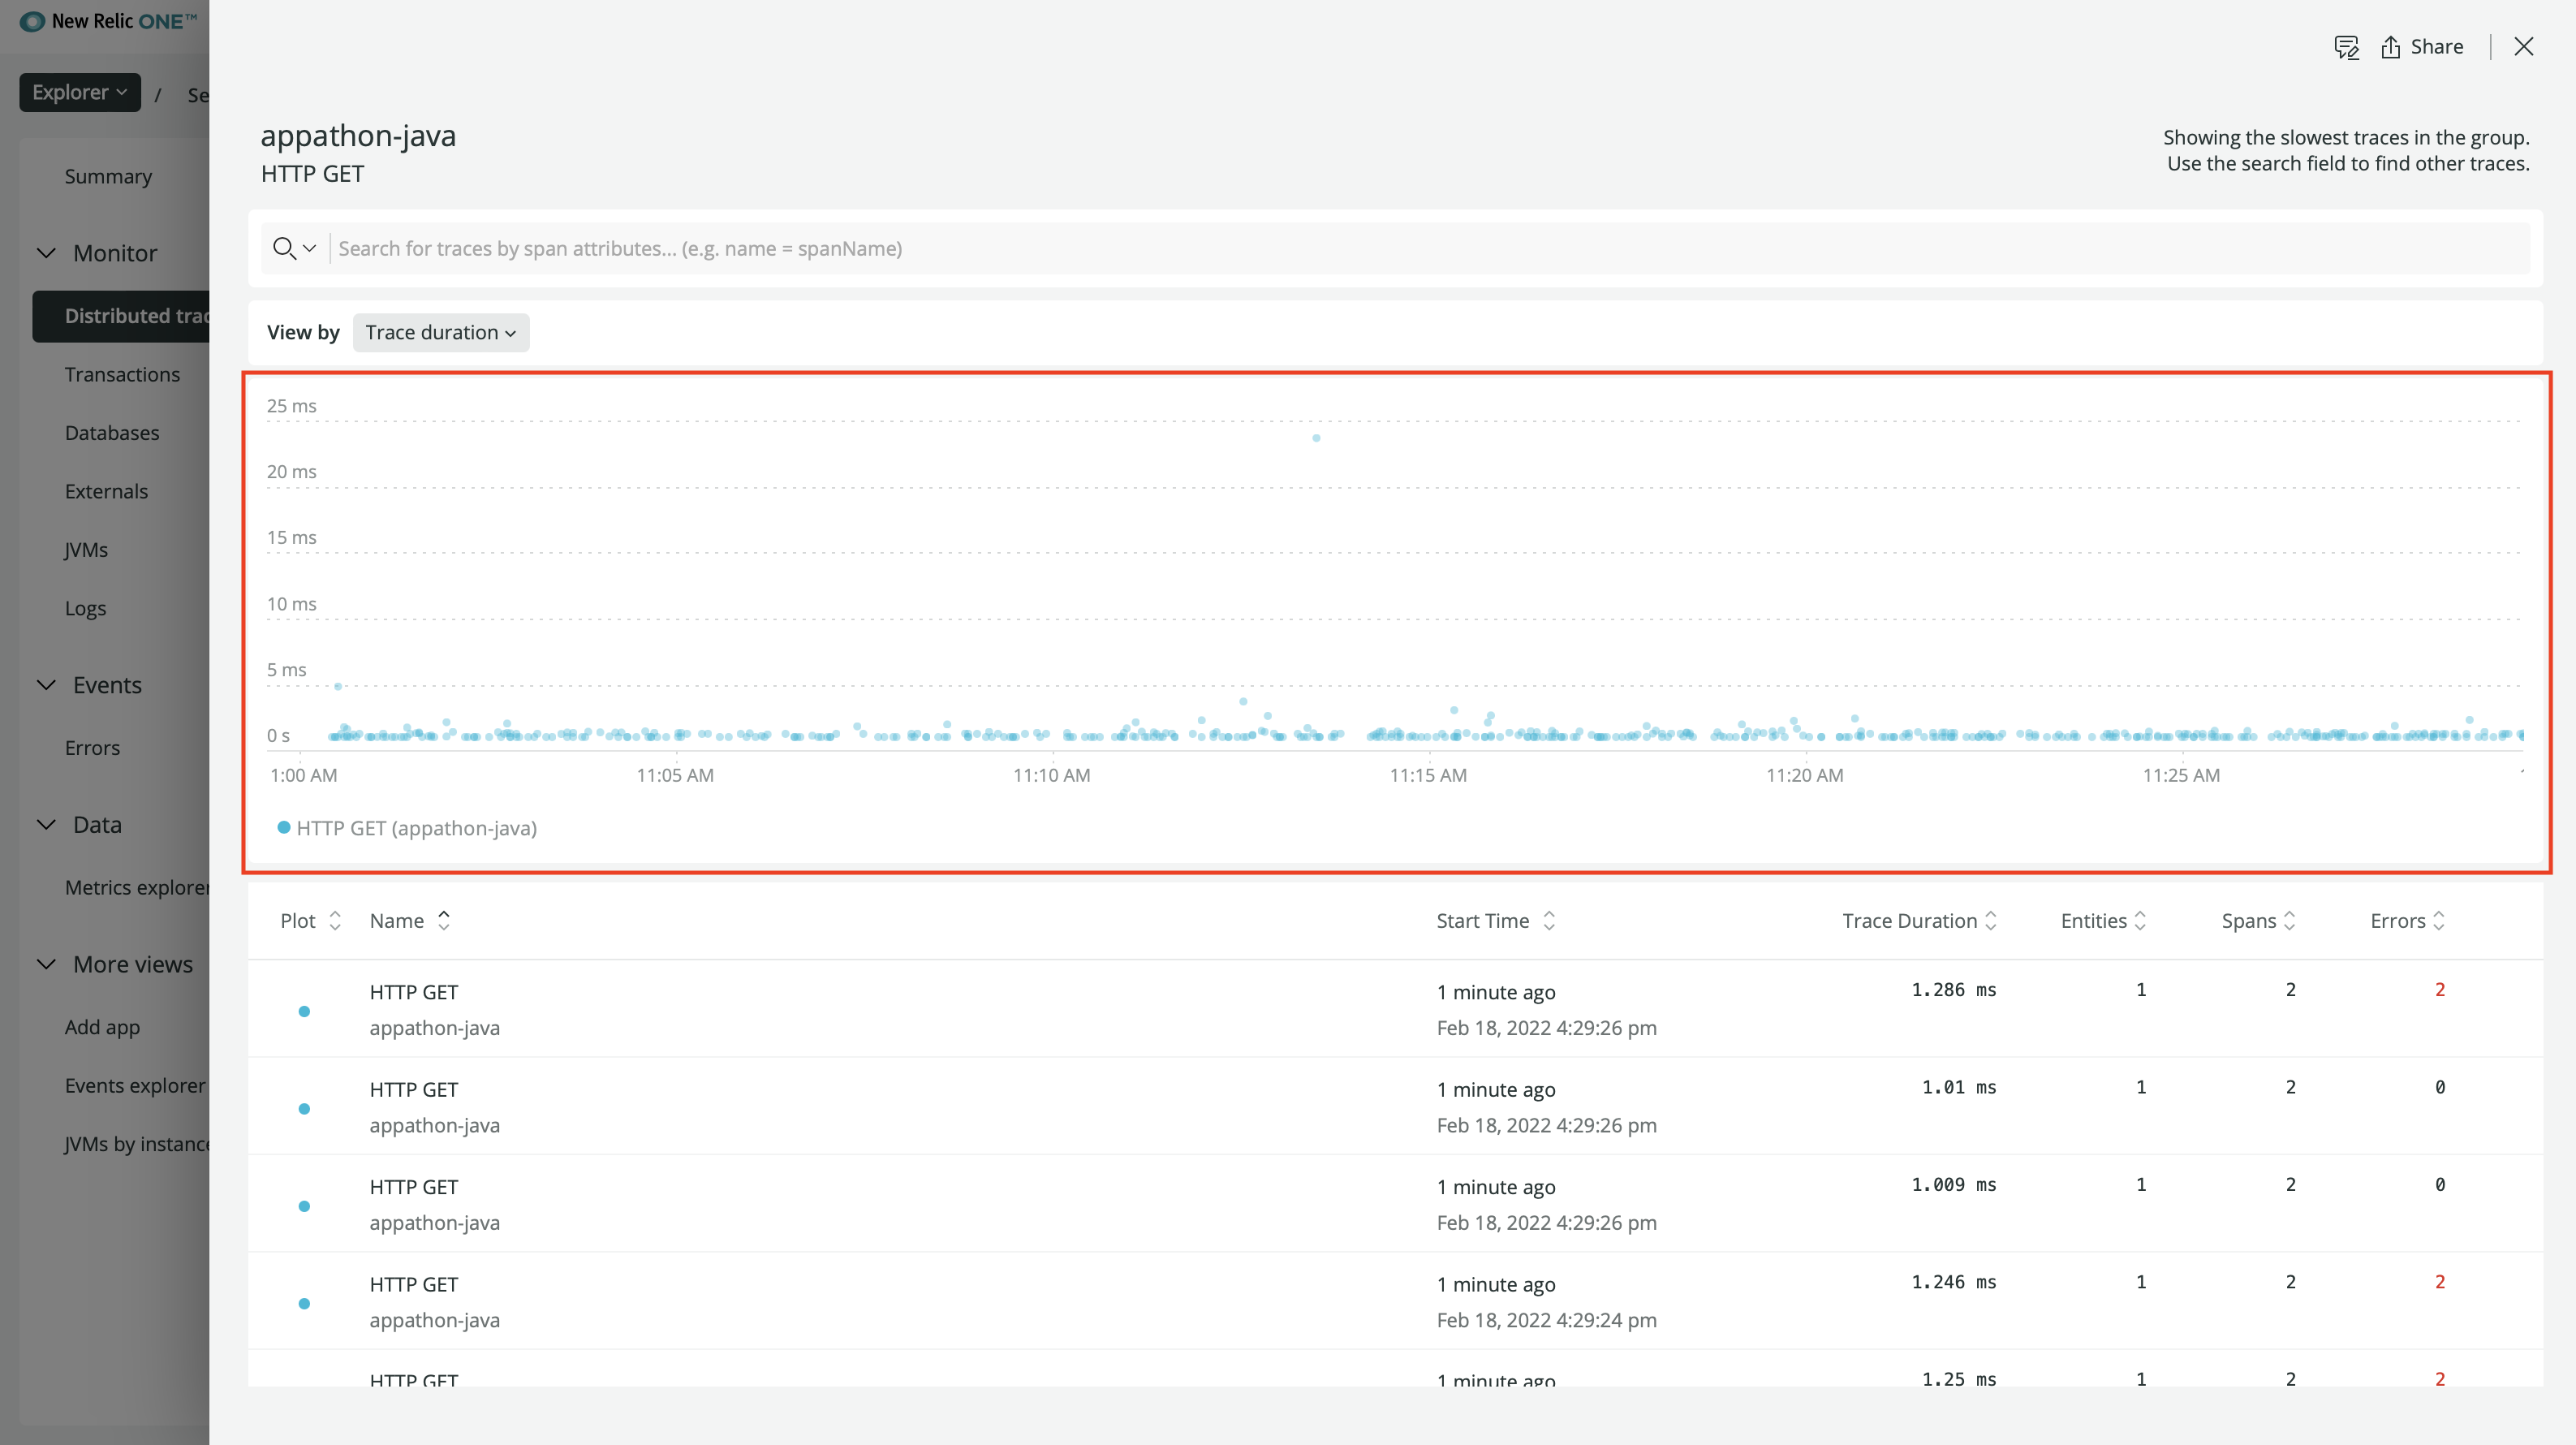 New Relic ONE™
Share
Explorer / Se
appathon-java
HTTP GET
Showing the slowest traces in the group.
Use the search field to find other traces.
Summary
Monitor
Distributed trac
Transactions
Databases
Externals
JVMs
Logs
Events
Errors
Data
Metrics explorer
More views
Add app
Events explorer
JVMs by instance
Search for traces by span attributes... (e.g. name = spanName)
View by Trace duration
25 ms
20 ms
15 ms
10 ms
5 ms
0 s
1:00 AM 11:05 AM 11:10 AM 11:15 AM 11:20 AM 11:25 AM
HTTP GET (appathon-java)
Plot Name Start Time Trace Duration Entities Spans Errors
HTTP GET 1 minute ago 1.286 ms 1 2 2
appathon-java Feb 18, 2022 4:29:26 pm
HTTP GET 1 minute ago 1.01 ms 1 2 0
appathon-java Feb 18, 2022 4:29:26 pm
HTTP GET 1 minute ago 1.009 ms 1 2 0
appathon-java Feb 18, 2022 4:29:26 pm
HTTP GET 1 minute ago 1.246 ms 1 2 2
appathon-java Feb 18, 2022 4:29:24 pm
HTTP GET 1 minute ago 1.25 ms 1 2 2